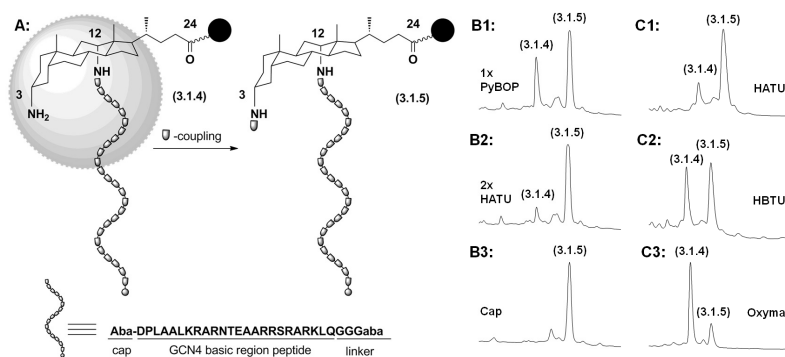 A:
12
24
O
NH
3
NH2
(3.1.4)
-coupling
12
24
O
NH
3
NH
(3.1.5)
Aba-DPLAALKRARNTEAARRSRARKLQGGGaba
cap GCN4 basic region peptide linker
B1:
(3.1.5)
(3.1.4)
1x
PyBOP
B2:
(3.1.5)
2x
HATU
(3.1.4)
B3:
(3.1.5)
Cap
C1:
(3.1.5)
(3.1.4)
HATU
C2:
(3.1.5)
(3.1.4)
HBTU
C3:
(3.1.4)
(3.1.5)
Oxyma